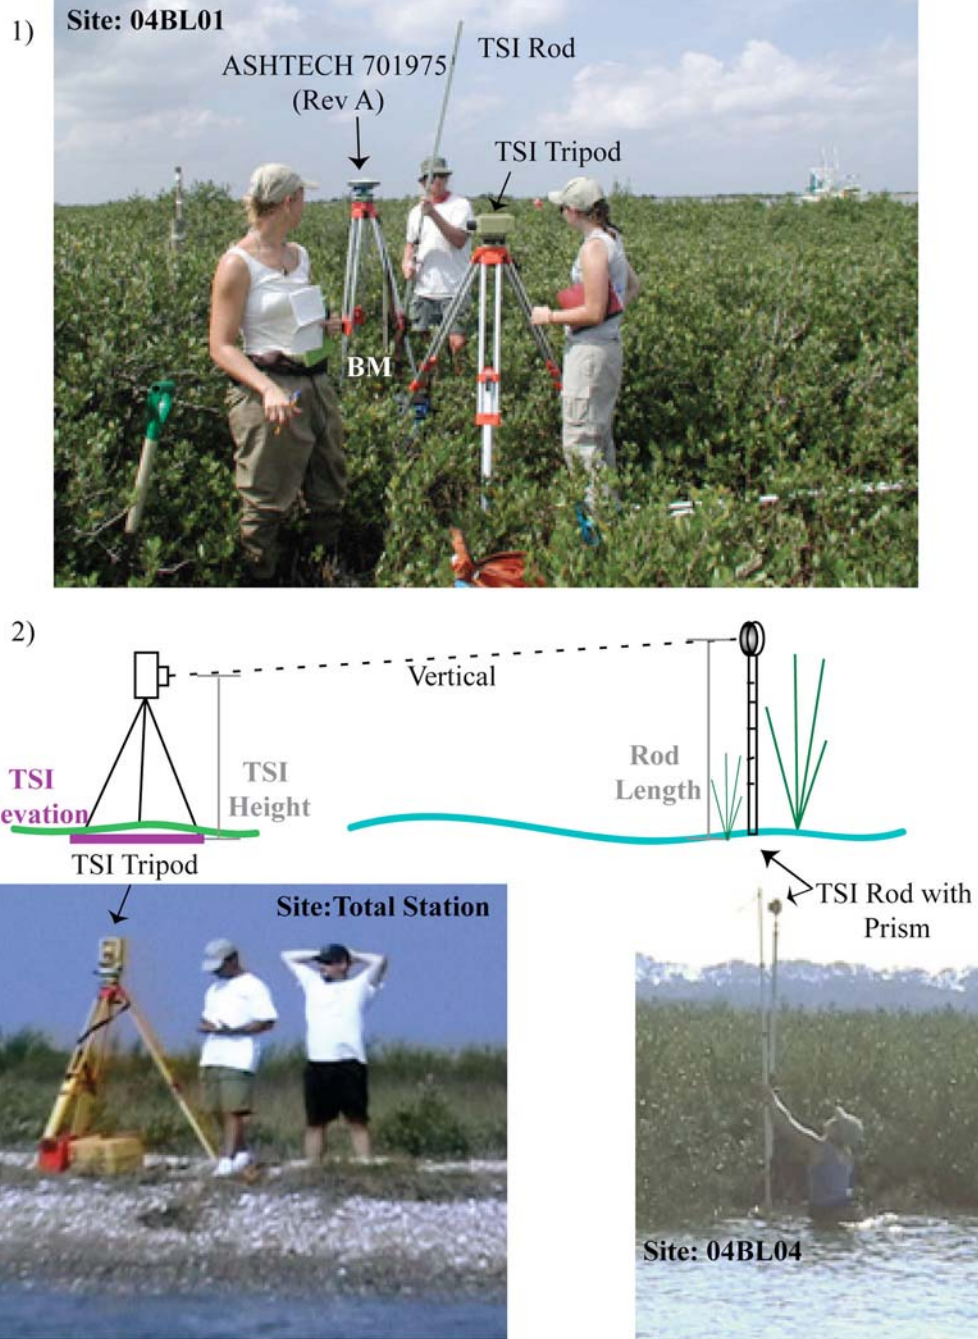 1)
Site: 04BL01
TSI Rod
ASHTECH 701975
(Rev A)
TSI Tripod
BM
2)
Vertical
TSI
evation
TSI
Height
Rod
Length
TSI Tripod
TSI Rod with
Prism
Site:Total Station
Site: 04BL04